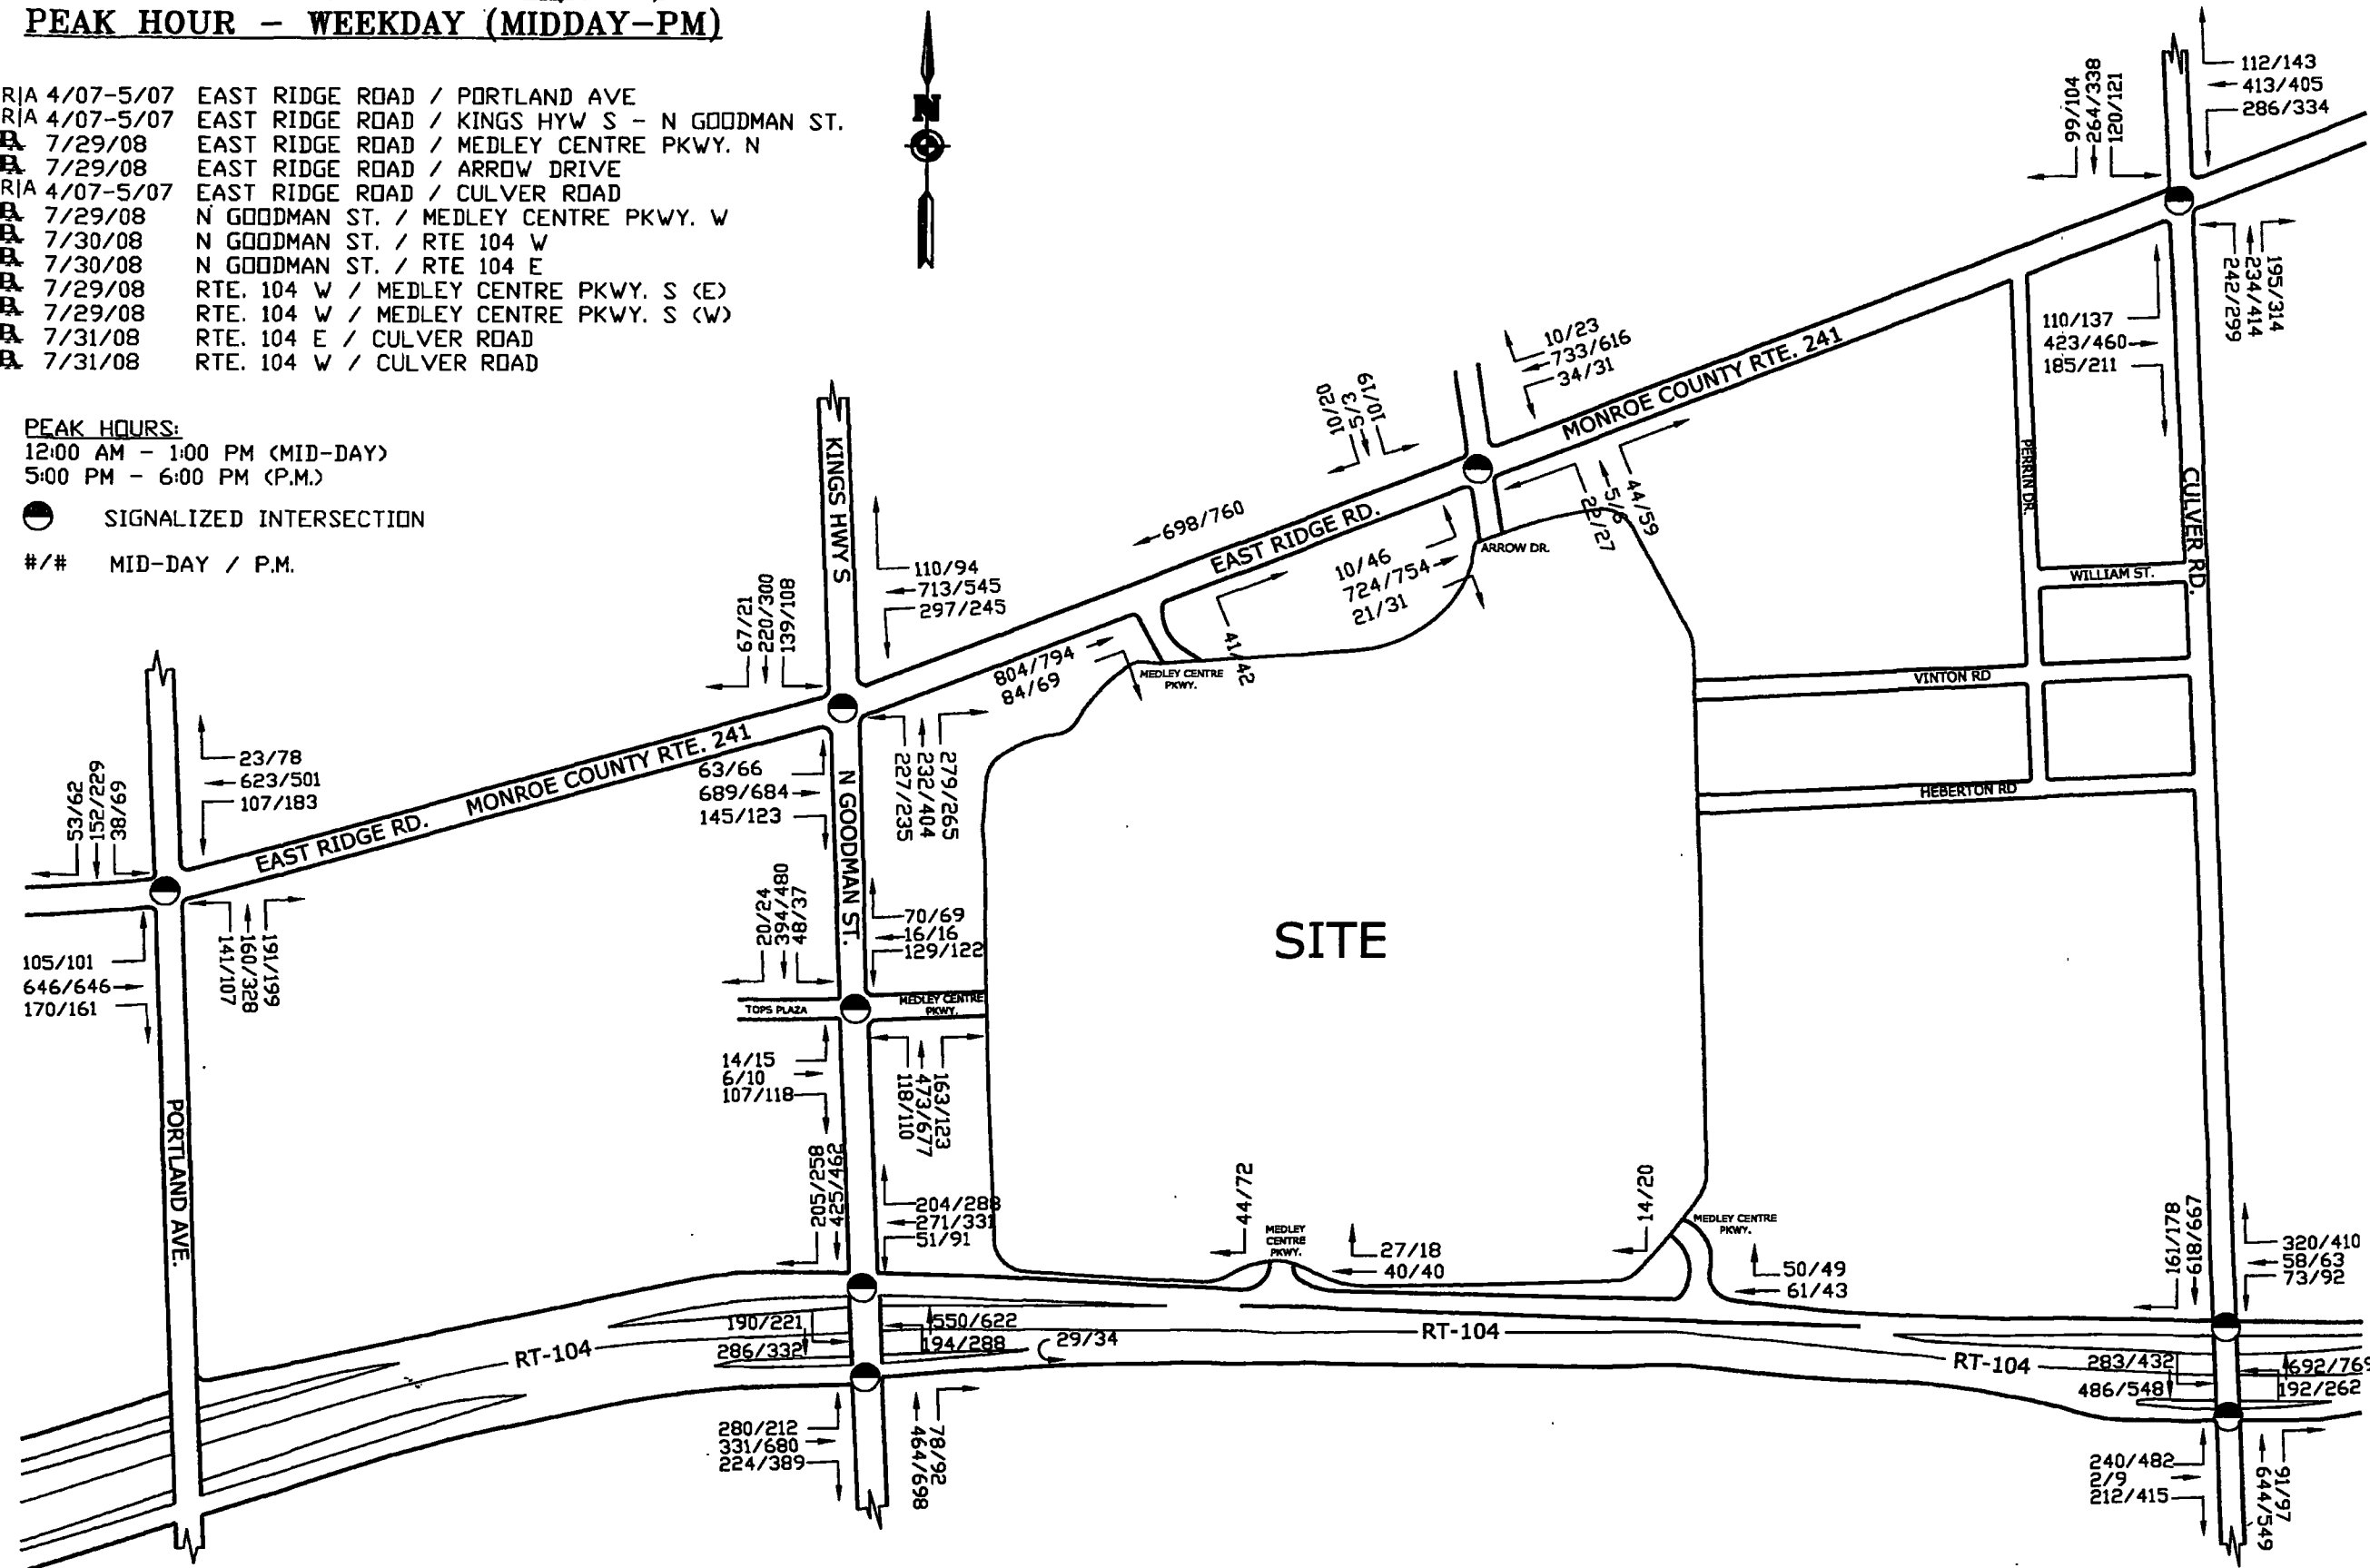 PEAK HOUR – WEEKDAY (MIDDAY–PM)
R|A 4/07-5/07 EAST RIDGE ROAD / PORTLAND AVE
R|A 4/07-5/07 EAST RIDGE ROAD / KINGS HYW S - N GOODMAN ST.
7/29/08 EAST RIDGE ROAD / MEDLEY CENTRE PKWY. N
7/29/08 EAST RIDGE ROAD / ARROW DRIVE
R|A 4/07-5/07 EAST RIDGE ROAD / CULVER ROAD
7/29/08 N GOODMAN ST. / MEDLEY CENTRE PKWY. W
7/30/08 N GOODMAN ST. / RTE 104 W
7/30/08 N GOODMAN ST. / RTE 104 E
7/29/08 RTE. 104 W / MEDLEY CENTRE PKWY. S (E)
7/29/08 RTE. 104 W / MEDLEY CENTRE PKWY. S (W)
7/31/08 RTE. 104 E / CULVER ROAD
7/31/08 RTE. 104 W / CULVER ROAD
PEAK HOURS:
12:00 AM - 1:00 PM (MID-DAY)
5:00 PM - 6:00 PM (P.M.)
SIGNALIZED INTERSECTION
#/# MID-DAY / P.M.
N
99/104
264/338
120/121
112/143
413/405
286/334
242/299
234/414
195/314
110/137
423/460
185/211
10/23
733/616
34/31
10/20
5/3
10/19
MONROE COUNTY RTE. 241
698/760
EAST RIDGE RD.
10/46
724/754
21/31
22/27
5/6
44/59
ARROW DR.
PERRIN DR.
CULVER RD.
WILLIAM ST.
VINTON RD
HEBERTON RD
KINGS HWY S
110/94
713/545
297/245
67/21
220/300
139/108
804/794
84/69
41/42
MEDLEY CENTRE
PKWY.
23/78
623/501
107/183
53/62
152/229
38/69
EAST RIDGE RD.
MONROE COUNTY RTE. 241
63/66
689/684
145/123
N GOODMAN ST.
227/235
232/404
279/265
105/101
646/646
170/161
141/107
160/328
191/199
20/24
394/480
48/37
70/69
16/16
129/122
SITE
TOPS PLAZA
MEDLEY CENTRE
PKWY.
14/15
6/10
107/118
118/110
473/677
163/123
PORTLAND AVE.
205/258
425/462
204/288
271/331
51/91
44/72
MEDLEY
CENTRE
PKWY.
27/18
40/40
14/20
MEDLEY CENTRE
PKWY.
50/49
61/43
161/178
618/667
320/410
58/63
73/92
190/221
286/332
550/622
194/288
29/34
RT-104
RT-104
RT-104
283/432
486/548
692/769
192/262
280/212
331/680
224/389
464/698
78/92
240/482
2/9
212/415
644/549
91/97